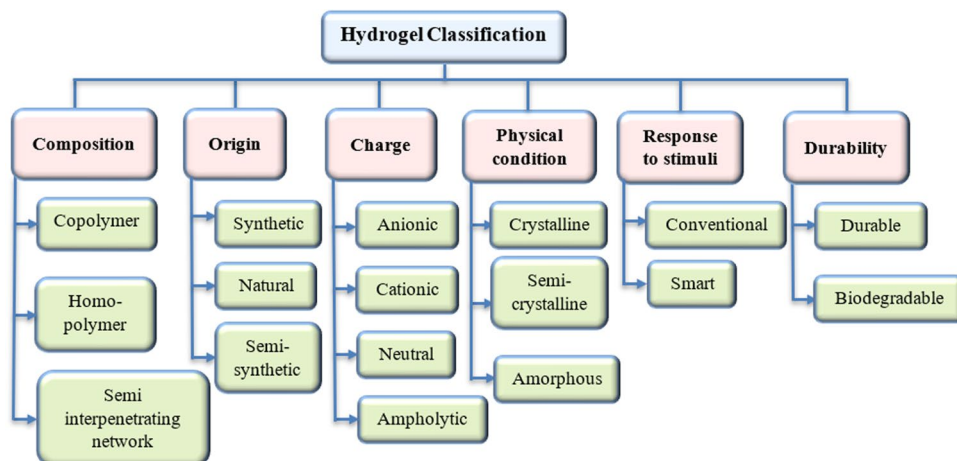 Hydrogel Classification
Composition
Origin
Charge
Physical
condition
Response
to stimuli
Durability
Copolymer
Homo-
polymer
Semi
interpenetrating
network
Synthetic
Natural
Semi-
synthetic
Anionic
Cationic
Neutral
Ampholytic
Crystalline
Semi-
crystalline
Amorphous
Conventional
Smart
Durable
Biodegradable